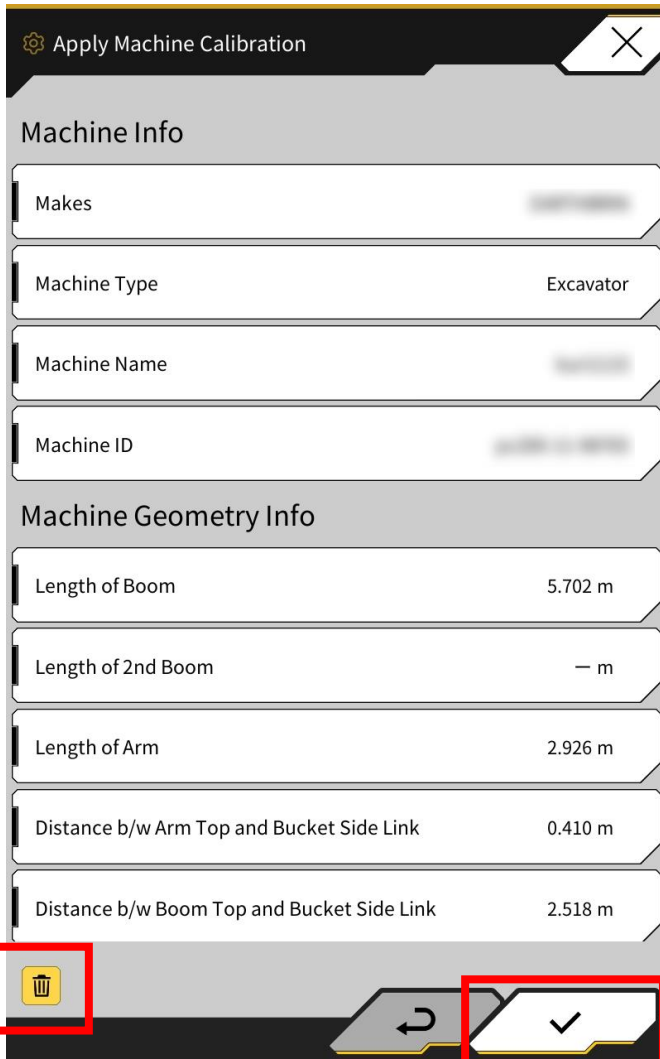 Apply Machine Calibration
Machine Info
Makes
Machine Type Excavator
Machine Name
Machine ID
Machine Geometry Info
Length of Boom 5.702 m
Length of 2nd Boom — m
Length of Arm 2.926 m
Distance b/w Arm Top and Bucket Side Link 0.410 m
Distance b/w Boom Top and Bucket Side Link 2.518 m